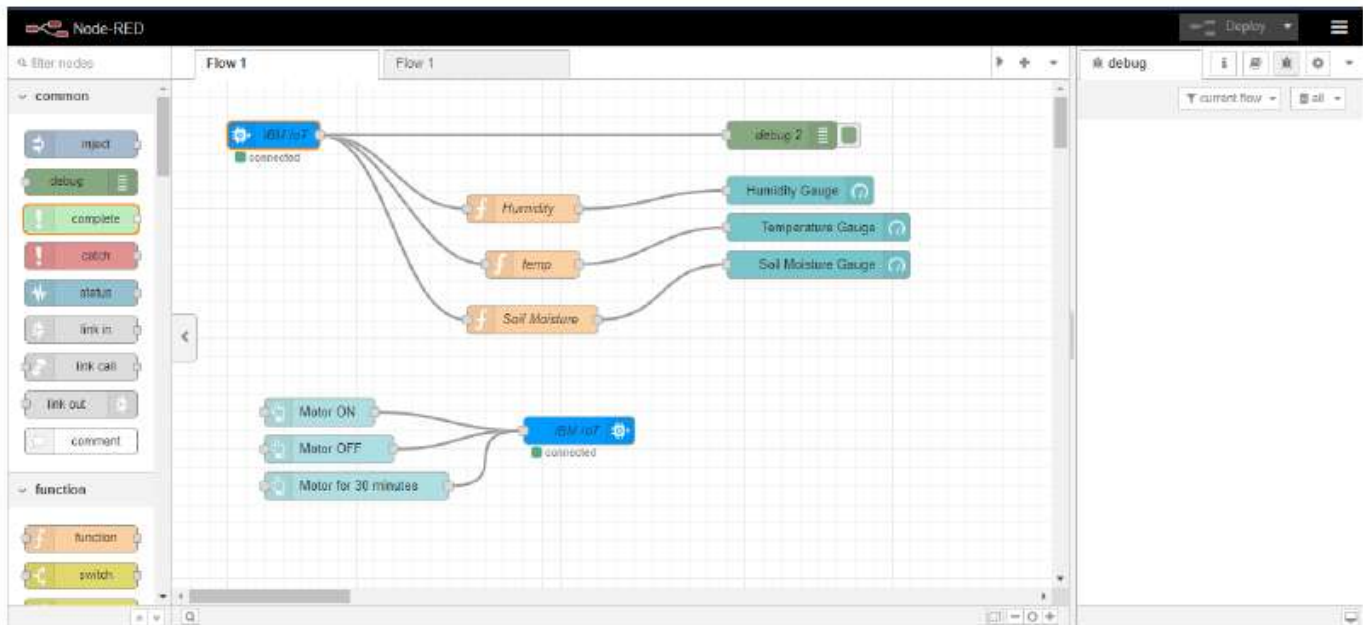 Node-RED
Deploy
filter nodes
Flow 1
Flow 1
debug
i
common
current flow
all
inject
debug
complete
catch
status
link in
link call
link out
comment
function
function
switch
IBM IoT
connected
debug 2
Humidity
Humidity Gauge
temp
Temperature Gauge
Soil Moisture
Soil Moisture Gauge
Motor ON
Motor OFF
Motor for 30 minutes
IBM IoT
connected